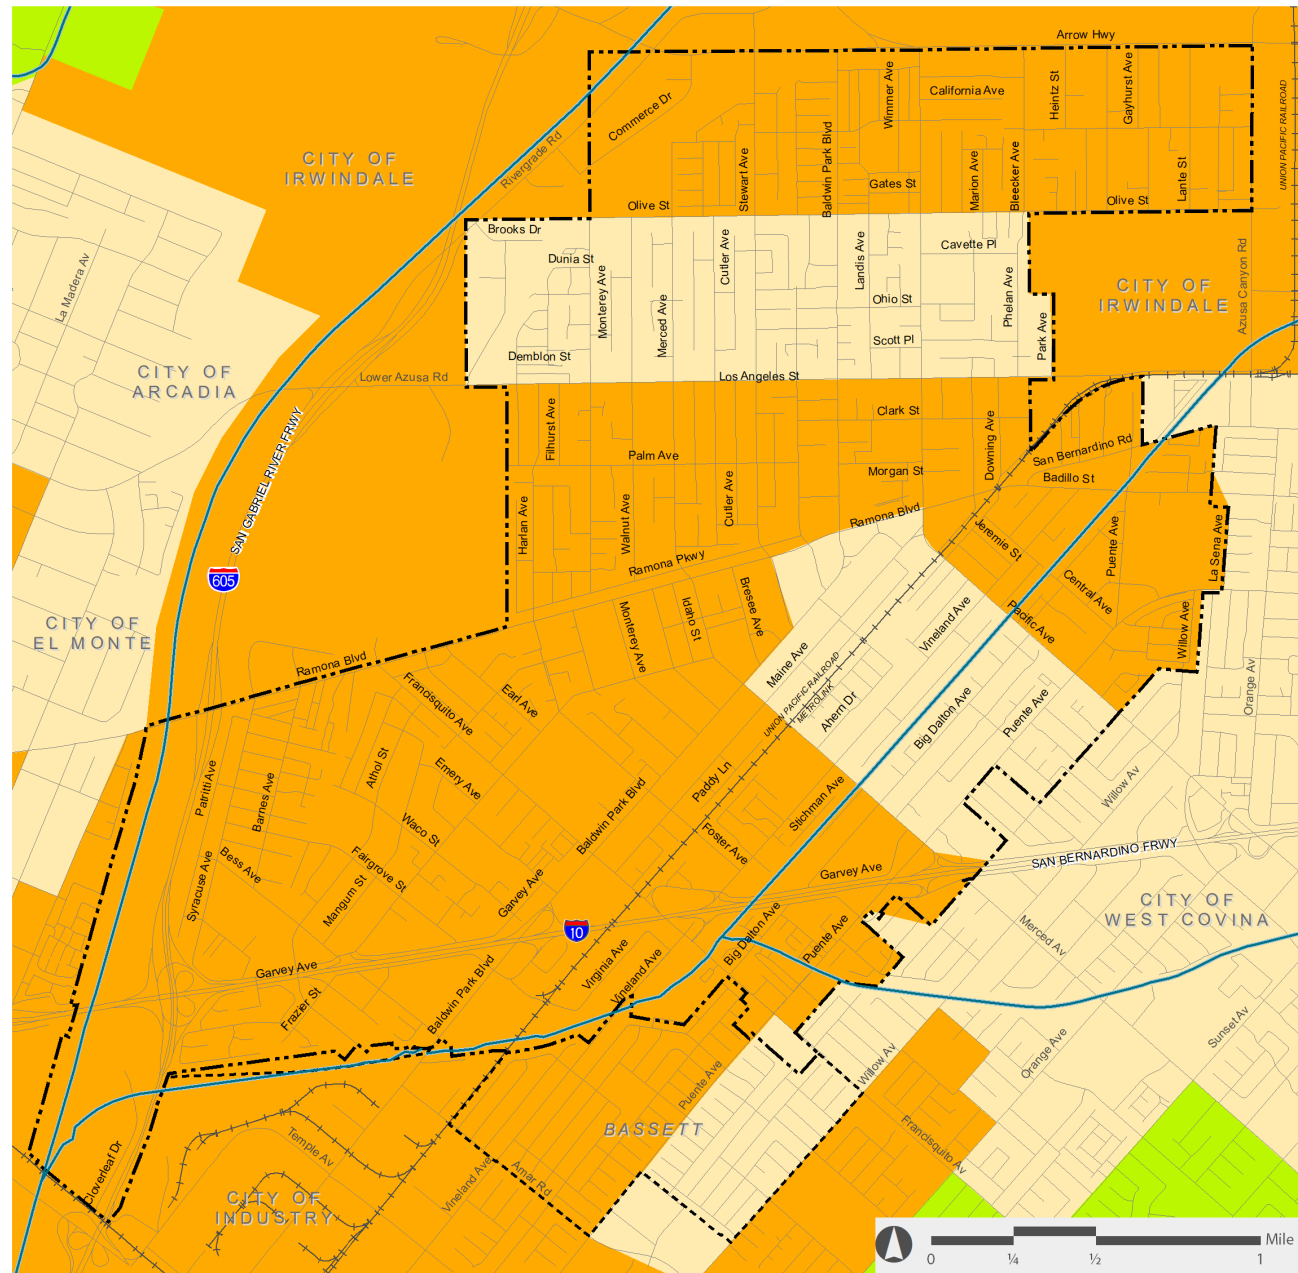 Arrow Hwy
California Ave
Wimmer Ave
Heintz St
Gayhurst Ave
UNION PACIFIC RAILROAD
Commerce Dr
CITY OF
IRWINDALE
Rivergrade Rd
Stewart Ave
Baldwin Park Blvd
Gates St
Marion Ave
Bleecker Ave
Lante St
Olive St
Olive St
Brooks Dr
Cutler Ave
Landis Ave
Cavette Pl
Dunia St
Monterey Ave
Merced Ave
Ohio St
Phelan Ave
Scott Pl
Park Ave
CITY OF
IRWINDALE
Azusa Canyon Rd
La Madera Av
Demblon St
Los Angeles St
Lower Azusa Rd
CITY OF
ARCADIA
SAN GABRIEL RIVER FRWY
605
Filhurst Ave
Clark St
Downing Ave
San Bernardino Rd
Palm Ave
Morgan St
Badillo St
Harlan Ave
Walnut Ave
Cutler Ave
Ramona Blvd
Jeremie St
Puente Ave
La Sena Ave
Ramona Pkwy
Central Ave
Pacific Ave
Willow Ave
Monterey Ave
Idaho St
Bresee Ave
Vineland Ave
CITY OF
EL MONTE
Ramona Blvd
Maine Ave
UNION PACIFIC RAILROAD
METROLINK
Ahern Dr
Orange Av
Francisquito Ave
Earl Ave
Big Dalton Ave
Puente Ave
Patritti Ave
Barnes Ave
Athol St
Emery Ave
Paddy Ln
Stichman Ave
Willow Av
Baldwin Park Blvd
Waco St
Foster Ave
SAN BERNARDINO FRWY
Bess Ave
Syracuse Ave
Fairgrove St
Mangum St
Garvey Ave
Garvey Ave
CITY OF
WEST COVINA
10
Big Dalton Ave
Puente Ave
Merced Av
Garvey Ave
Virginia Ave
Vineland Ave
Frazier St
Baldwin Park Blvd
Sunset Av
Orange Ave
Willow Av
Puente Ave
BASSETT
Francisquito Av
Temple Av
Cloverleaf Dr
Vineland Ave
Amar Rd
CITY OF
INDUSTRY
0 ¼ ½ 1 Mile